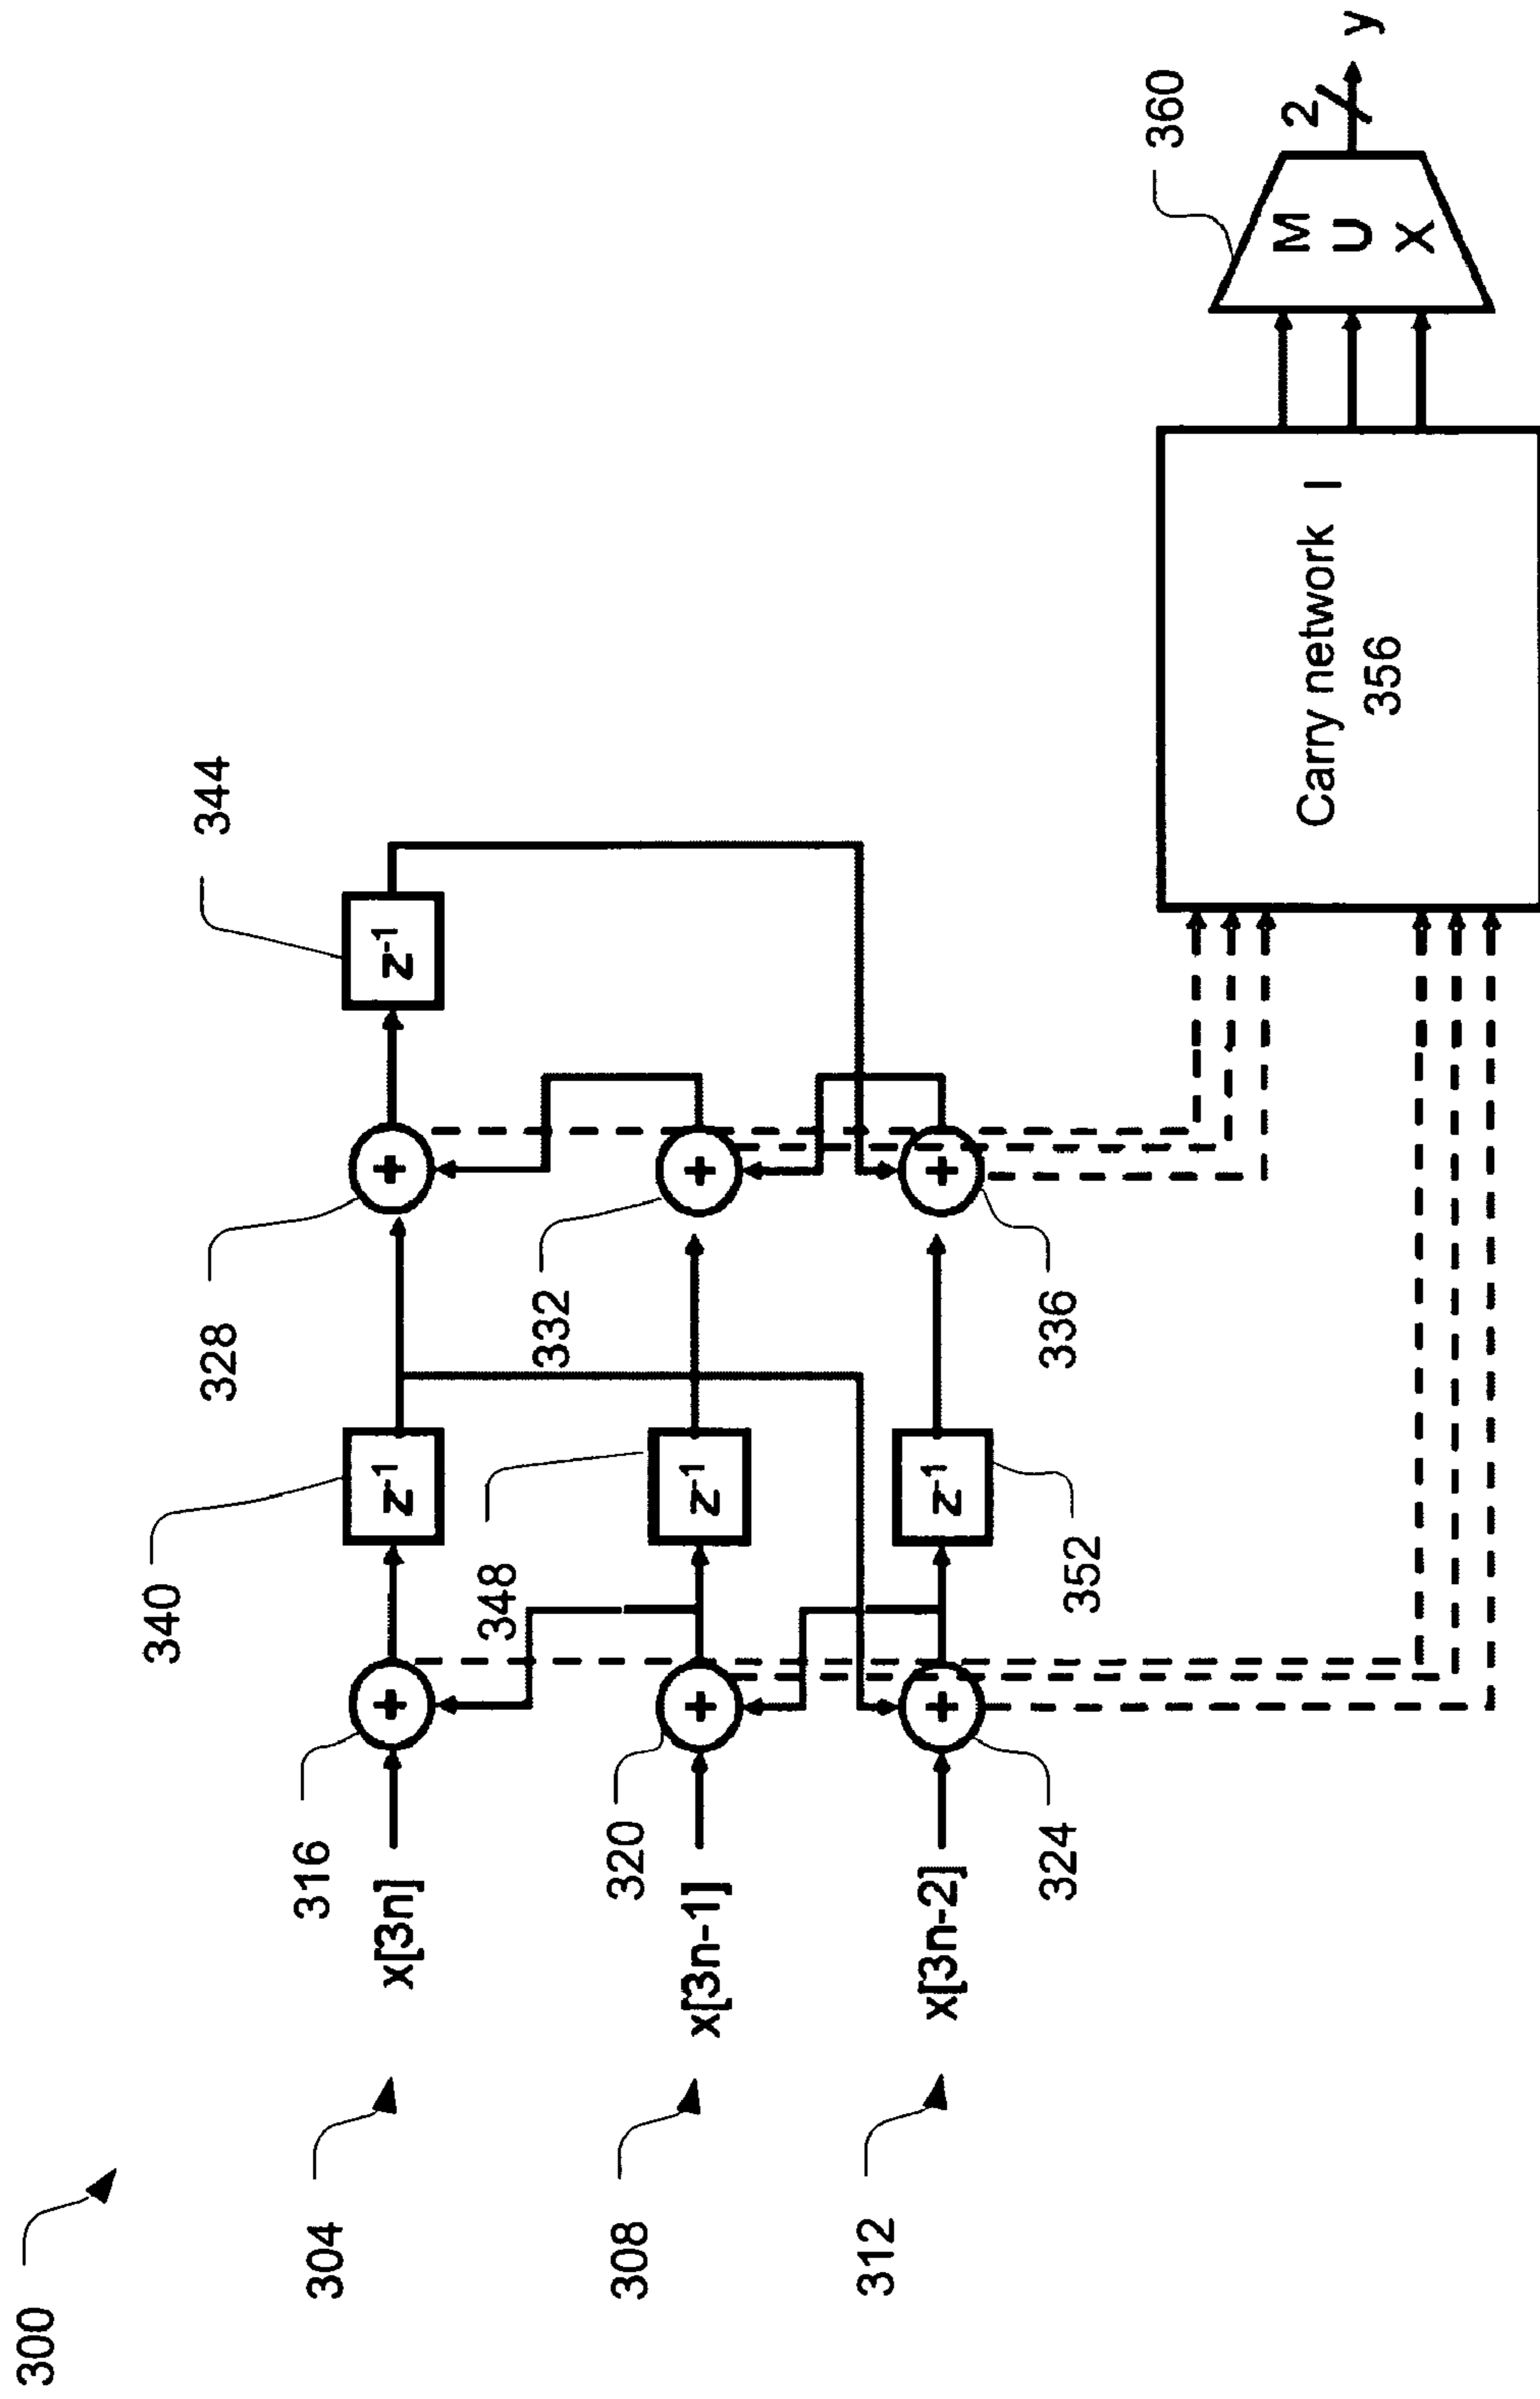 300
304
308
312
x[3n]
x[3n-1]
x[3n-2]
316
320
324
+
+
+
340
348
352
z-1
z-1
z-1
328
332
336
+
+
+
344
z-1
Carry network I
356
360
M
U
X
2
y